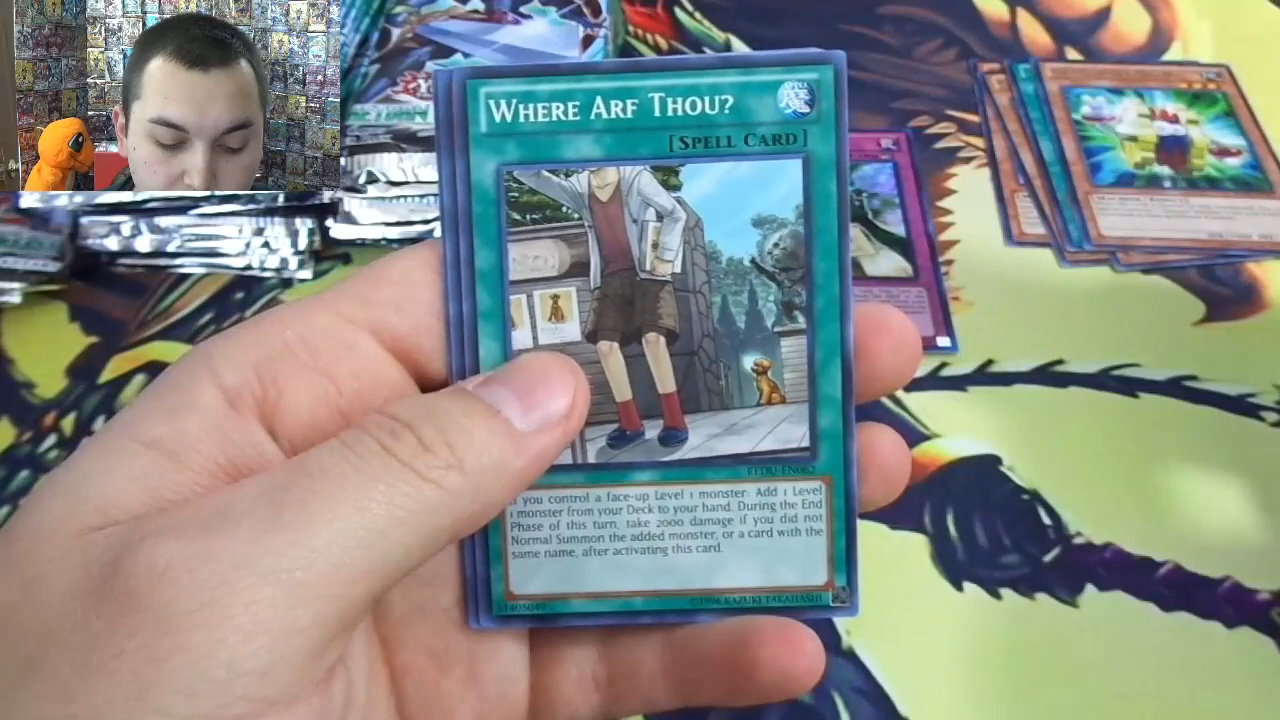 WHERE ARF THOU?
[SPELL CARD]
REDU-EN062
If you control a face-up Level 1 monster: Add 1 Level
1 monster from your Deck to your hand. During the End
Phase of this turn, take 2000 damage if you did not
Normal Summon the added monster, or a card with the
same name, after activating this card.
11405049
©1996 KAZUKI TAKAHASHI